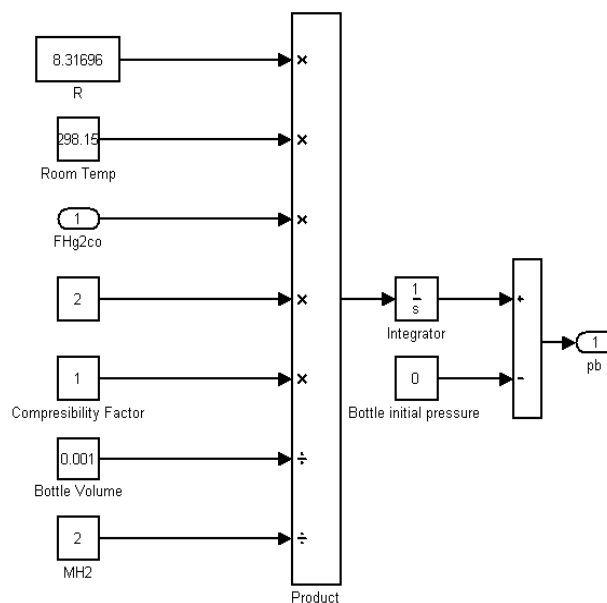 8.31696
×
R
298.15
×
Room Temp
1
×
FHg2co
2
×
1
s
+
Integrator
1
×
0
−
1
pb
Compresibility Factor
Bottle initial pressure
0.001
÷
Bottle Volume
2
÷
MH2
Product